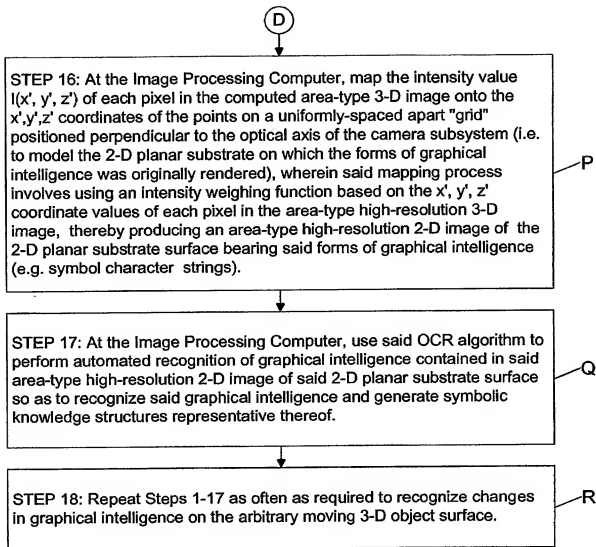 D
STEP 16: At the Image Processing Computer, map the intensity value
I(x', y', z') of each pixel in the computed area-type 3-D image onto the
x',y',z' coordinates of the points on a uniformly-spaced apart "grid"
positioned perpendicular to the optical axis of the camera subsystem (i.e.
to model the 2-D planar substrate on which the forms of graphical
intelligence was originally rendered), wherein said mapping process
involves using an intensity weighing function based on the x', y', z'
coordinate values of each pixel in the area-type high-resolution 3-D
image, thereby producing an area-type high-resolution 2-D image of the
2-D planar substrate surface bearing said forms of graphical intelligence
(e.g. symbol character strings).
P
STEP 17: At the Image Processing Computer, use said OCR algorithm to
perform automated recognition of graphical intelligence contained in said
area-type high-resolution 2-D image of said 2-D planar substrate surface
so as to recognize said graphical intelligence and generate symbolic
knowledge structures representative thereof.
Q
STEP 18: Repeat Steps 1-17 as often as required to recognize changes
in graphical intelligence on the arbitrary moving 3-D object surface.
R